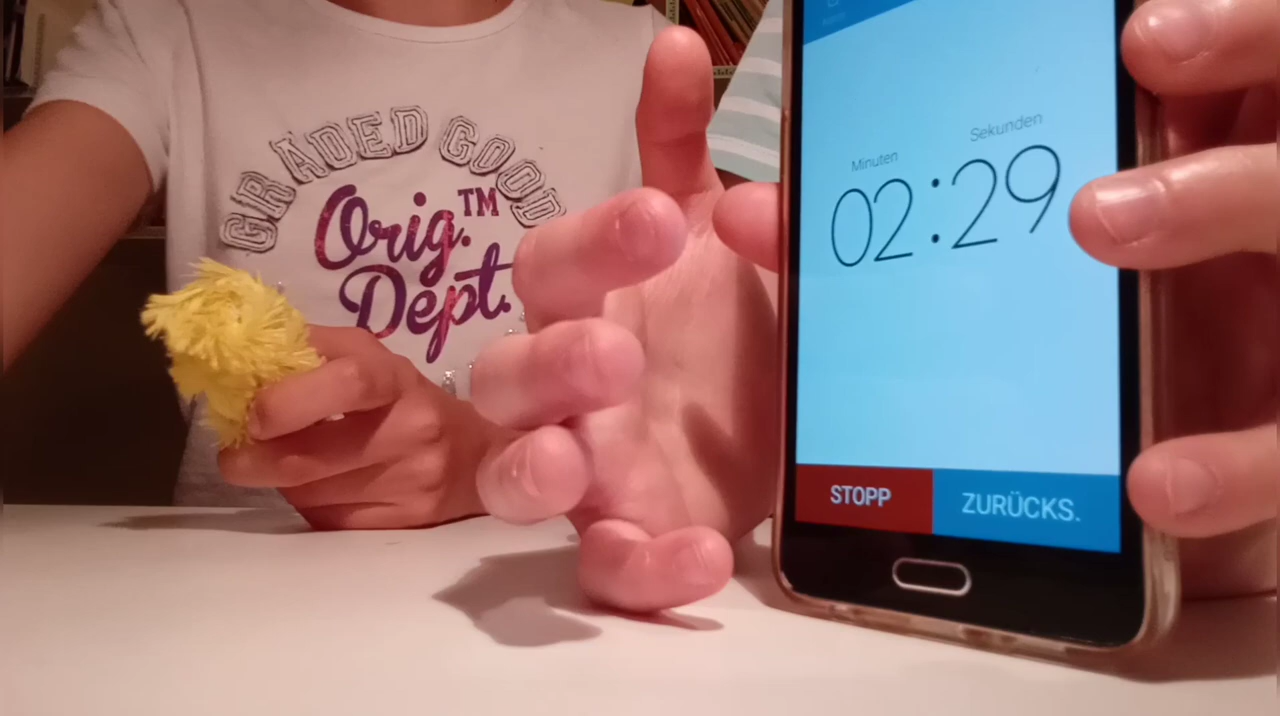 GRADED GOOD
Orig.™
Dept.
Minuten
Sekunden
02:29
STOPP
ZURÜCKS.